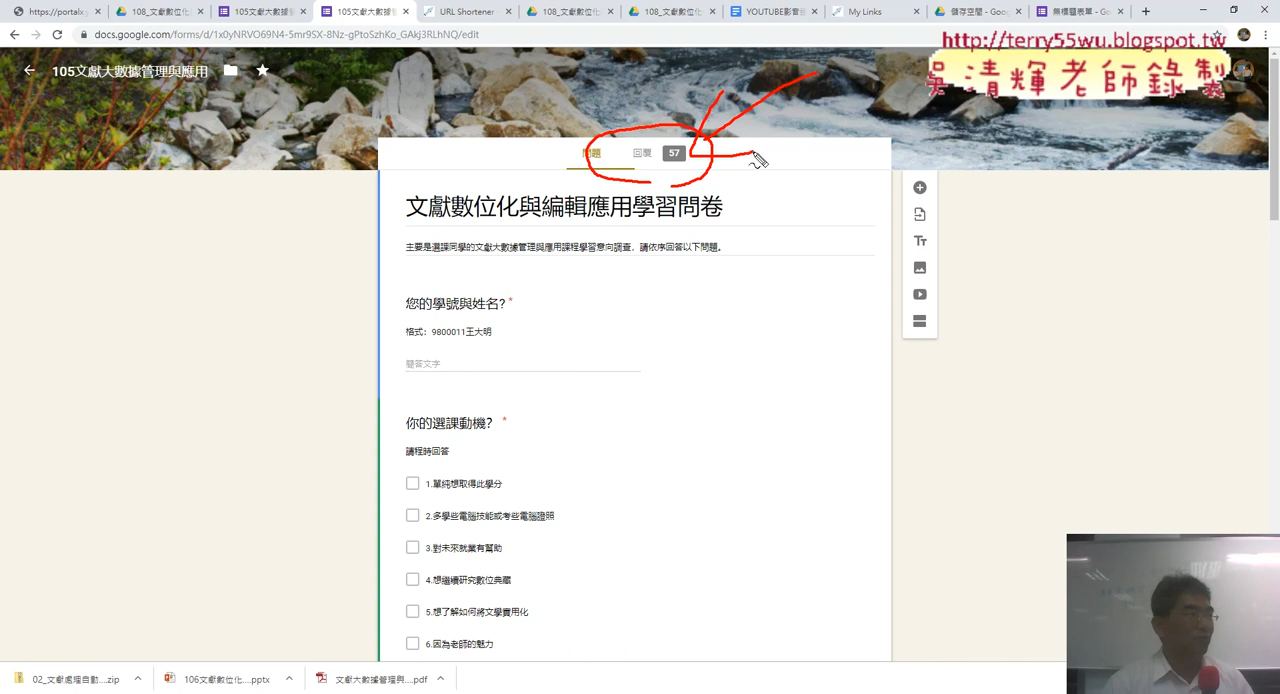 https://portalx.y
108_文獻數位化
105文獻大數據管
105文獻大數據管
URL Shortener -
108_文獻數位化
108_文獻數位化
YOUTUBE影音
My Links
儲存空間 - Goog
無標題表單 - Go
docs.google.com/forms/d/1x0yNRVO69N4-5mr9SX-8Nz-gPtoSzhKo_GAkj3RLhNQ/edit
http://terry55wu.blogspot.tw
吳清輝老師錄製
105文獻大數據管理與應用
問題
回覆
57
文獻數位化與編輯應用學習問卷
主要是選課同學的文獻大數據管理與應用課程學習意向調查，請依序回答以下問題。
您的學號與姓名? *
格式：9800011王大明
簡答文字
你的選課動機? *
請程時回答
1.單純想取得此學分
2.多學些電腦技能或考些電腦證照
3.對未來就業有幫助
4.想繼續研究數位典藏
5.想了解如何將文學實用化
6.因為老師的魅力
02_文獻處理自動....zip
106文獻數位化....pptx
文獻大數據管理與....pdf